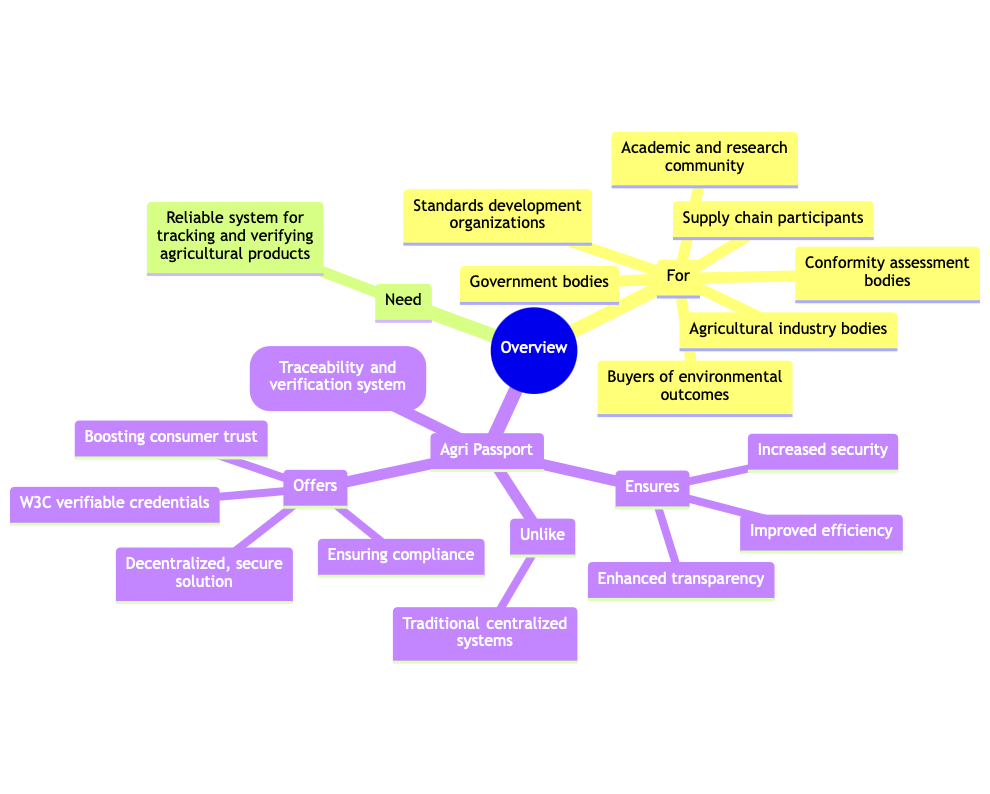 Academic and research
community
Standards development
organizations
Supply chain participants
Reliable system for
tracking and verifying
agricultural products
Conformity assessment
bodies
For
Government bodies
Need
Agricultural industry bodies
Overview
Traceability and
verification system
Buyers of environmental
outcomes
Boosting consumer trust
Agri Passport
Increased security
Offers
Ensures
W3C verifiable credentials
Unlike
Improved efficiency
Decentralized, secure
solution
Ensuring compliance
Enhanced transparency
Traditional centralized
systems